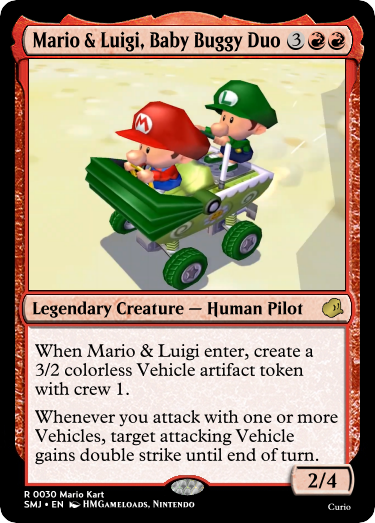 Mario & Luigi, Baby Buggy Duo 3
M
L
Legendary Creature — Human Pilot
When Mario & Luigi enter, create a
3/2 colorless Vehicle artifact token
with crew 1.
Whenever you attack with one or more
Vehicles, target attacking Vehicle
gains double strike until end of turn.
2/4
R 0030 Mario Kart
SMJ • EN HMGameloads, Nintendo
Curio